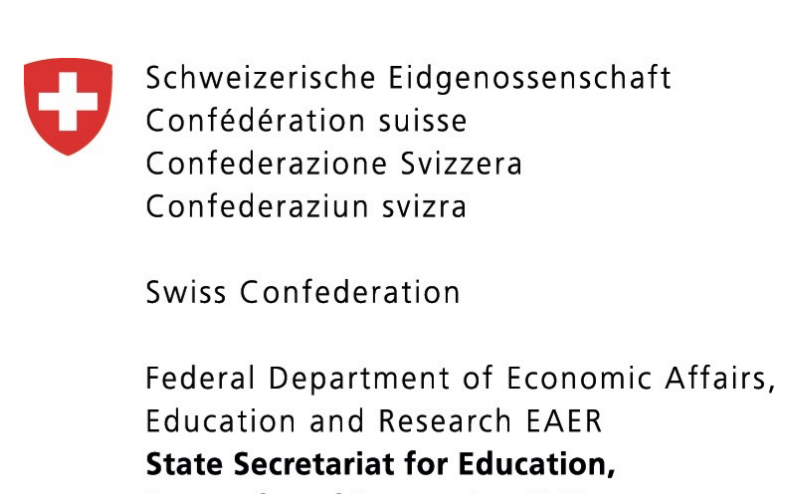 Schweizerische Eidgenossenschaft
Confédération suisse
Confederazione Svizzera
Confederaziun svizra
Swiss Confederation
Federal Department of Economic Affairs,
Education and Research EAER
State Secretariat for Education,